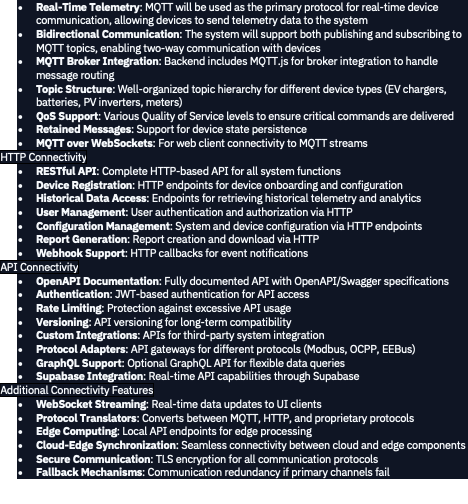 • Real-Time Telemetry: MQTT will be used as the primary protocol for real-time device
communication, allowing devices to send telemetry data to the system
• Bidirectional Communication: The system will support both publishing and subscribing to
MQTT topics, enabling two-way communication with devices
• MQTT Broker Integration: Backend includes MQTT.js for broker integration to handle
message routing
• Topic Structure: Well-organized topic hierarchy for different device types (EV chargers,
batteries, PV inverters, meters)
• QoS Support: Various Quality of Service levels to ensure critical commands are delivered
• Retained Messages: Support for device state persistence
• MQTT over WebSockets: For web client connectivity to MQTT streams
HTTP Connectivity
• RESTful API: Complete HTTP-based API for all system functions
• Device Registration: HTTP endpoints for device onboarding and configuration
• Historical Data Access: Endpoints for retrieving historical telemetry and analytics
• User Management: User authentication and authorization via HTTP
• Configuration Management: System and device configuration via HTTP endpoints
• Report Generation: Report creation and download via HTTP
• Webhook Support: HTTP callbacks for event notifications
API Connectivity
• OpenAPI Documentation: Fully documented API with OpenAPI/Swagger specifications
• Authentication: JWT-based authentication for API access
• Rate Limiting: Protection against excessive API usage
• Versioning: API versioning for long-term compatibility
• Custom Integrations: APIs for third-party system integration
• Protocol Adapters: API gateways for different protocols (Modbus, OCPP, EEBus)
• GraphQL Support: Optional GraphQL API for flexible data queries
• Supabase Integration: Real-time API capabilities through Supabase
Additional Connectivity Features
• WebSocket Streaming: Real-time data updates to UI clients
• Protocol Translators: Converts between MQTT, HTTP, and proprietary protocols
• Edge Computing: Local API endpoints for edge processing
• Cloud-Edge Synchronization: Seamless connectivity between cloud and edge components
• Secure Communication: TLS encryption for all communication protocols
• Fallback Mechanisms: Communication redundancy if primary channels fail